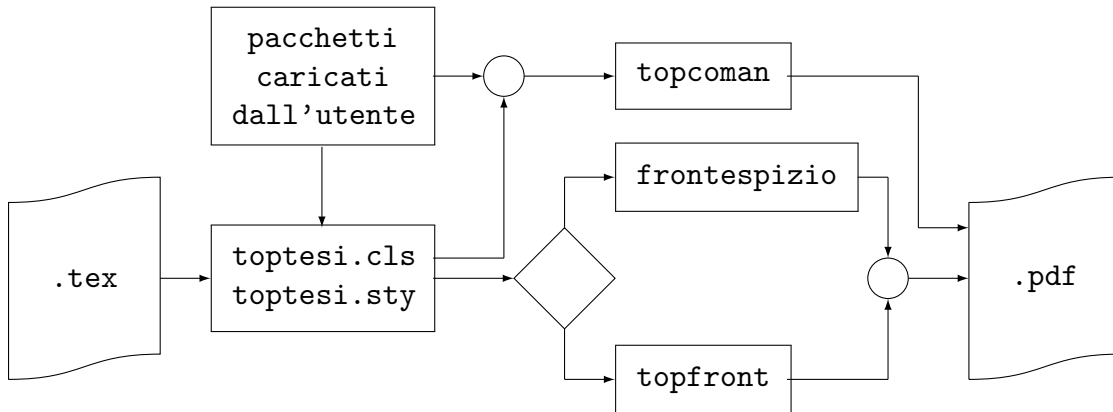 pacchetti
caricati
dall'utente
topcoman
frontespizio
.tex
toptesi.cls
toptesi.sty
.pdf
topfront